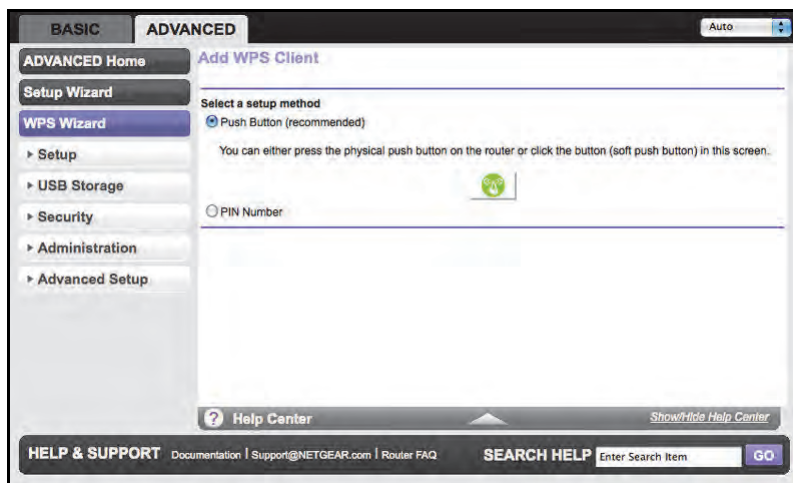 BASIC
ADVANCED
Auto
ADVANCED Home
Setup Wizard
WPS Wizard
Setup
USB Storage
Security
Administration
Advanced Setup
Add WPS Client
Select a setup method
Push Button (recommended)
You can either press the physical push button on the router or click the button (soft push button) in this screen.
PIN Number
? Help Center
Show/Hide Help Center
HELP & SUPPORT Documentation | Support@NETGEAR.com | Router FAQ SEARCH HELP Enter Search Item GO